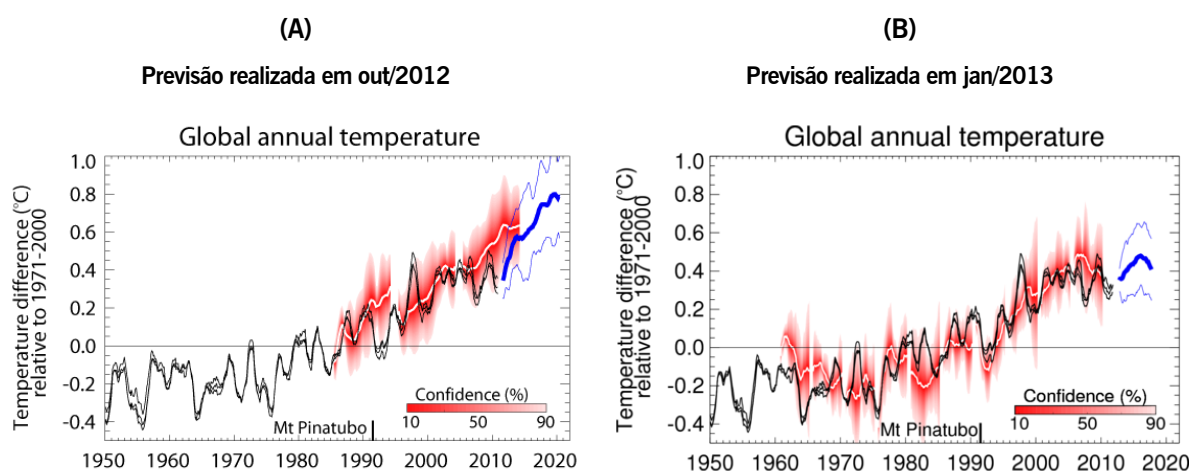 (A)
Previsão realizada em out/2012
Global annual temperature
Temperature difference (°C)
relative to 1971-2000
1.0
0.8
0.6
0.4
0.2
0.0
-0.2
-0.4
Confidence (%)
10 50 90
Mt Pinatubo
1950 1960 1970 1980 1990 2000 2010 2020
(B)
Previsão realizada em jan/2013
Global annual temperature
Temperature difference (°C)
relative to 1971-2000
1.0
0.8
0.6
0.4
0.2
0.0
-0.2
-0.4
Confidence (%)
10 50 90
Mt Pinatubo
1950 1960 1970 1980 1990 2000 2010 2020